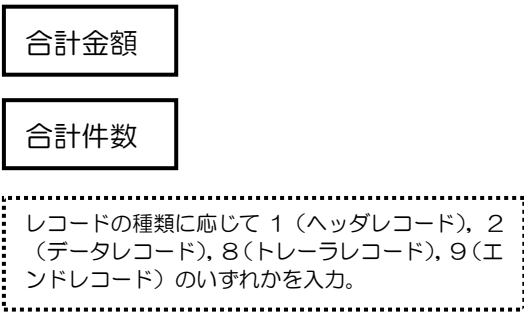 合計金額
合計件数
レコードの種類に応じて 1（ヘッダレコード），2
（データレコード），8（トレーラレコード），9（エ
ンドレコード）のいずれかを入力。